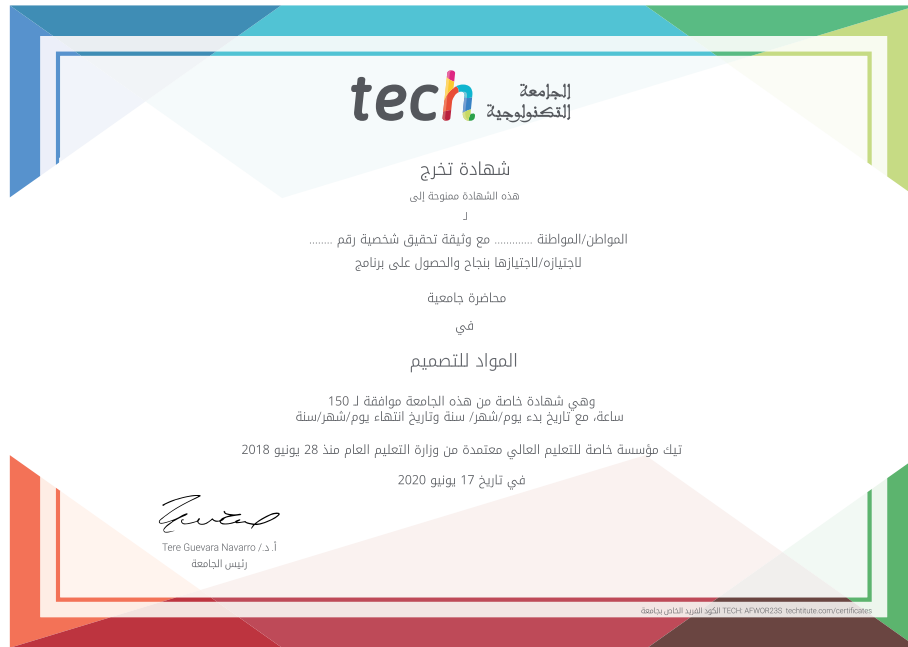 tech الجامعة
التكنولوجية
شهادة تخرج
هذه الشهادة ممنوحة إلى
لـ
المواطن/المواطنة ............. مع وثيقة تحقيق شخصية رقم ........
لاجتيازه/لاجتيازها بنجاح والحصول على برنامج
محاضرة جامعية
في
المواد للتصميم
وهي شهادة خاصة من هذه الجامعة موافقة لـ 150
ساعة، مع تاريخ بدء يوم/شهر/ سنة وتاريخ انتهاء يوم/شهر/سنة
تيك مؤسسة خاصة للتعليم العالي معتمدة من وزارة التعليم العام منذ 28 يونيو 2018
في تاريخ 17 يونيو 2020
أ. د./ Tere Guevara Navarro
رئيس الجامعة
الكود الفريد الخاص بجامعة TECH: AFWOR23S techtitute.com/certificates